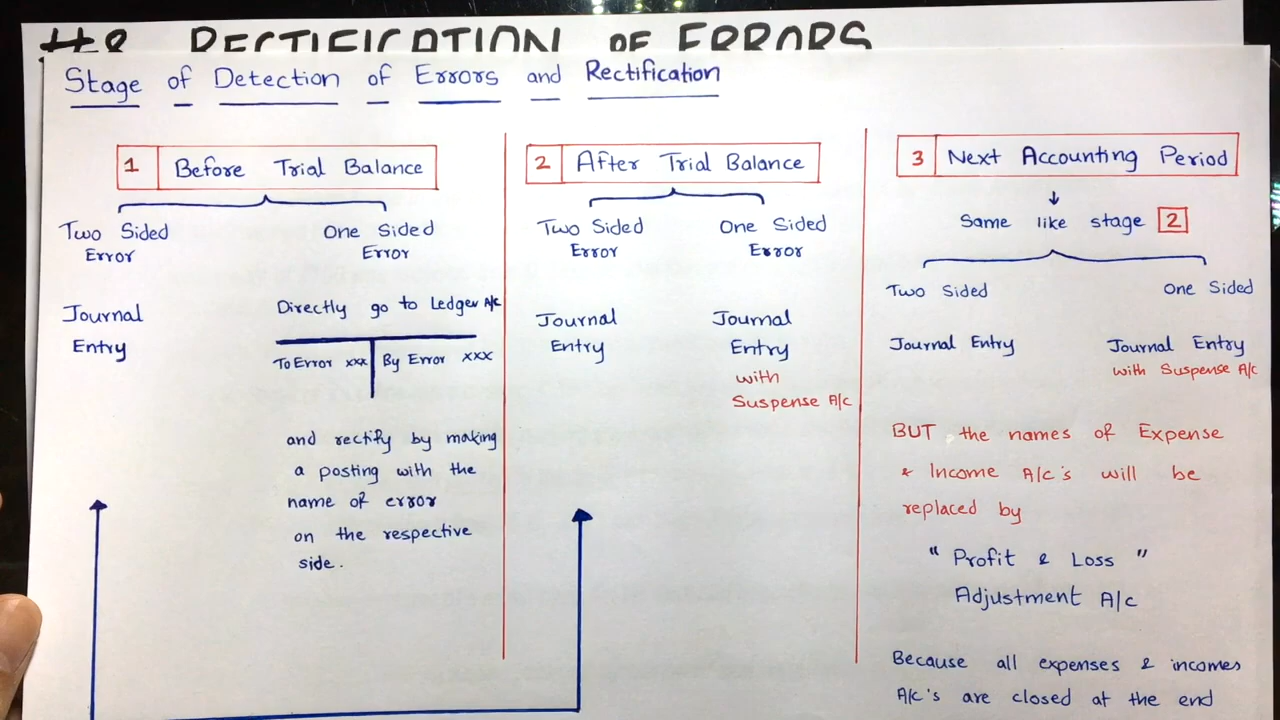 #8 RECTIFICATION OF ERRORS
Stage of Detection of Errors and Rectification
1 Before Trial Balance
Two Sided
Error
One Sided
Error
Journal
Entry
Directly go to Ledger A/c
To Error xxx
By Error xxx
and rectify by making
a posting with the
name of error
on the respective
side.
2 After Trial Balance
Two Sided
Error
One Sided
Error
Journal
Entry
Journal
Entry
with
Suspense A/c
3 Next Accounting Period
Same like stage 2
Two Sided
One Sided
Journal Entry
Journal Entry
with Suspense A/c
BUT the names of Expense
& Income A/c's will be
replaced by
" Profit & Loss "
Adjustment A/c
Because all expenses & incomes
A/c's are closed at the end